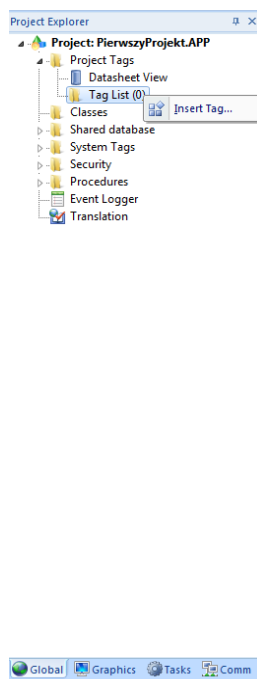 Project Explorer
Project: PierwszyProjekt.APP
Project Tags
Datasheet View
Tag List (0)
Insert Tag...
Classes
Shared database
System Tags
Security
Procedures
Event Logger
Translation
Global Graphics Tasks Comm